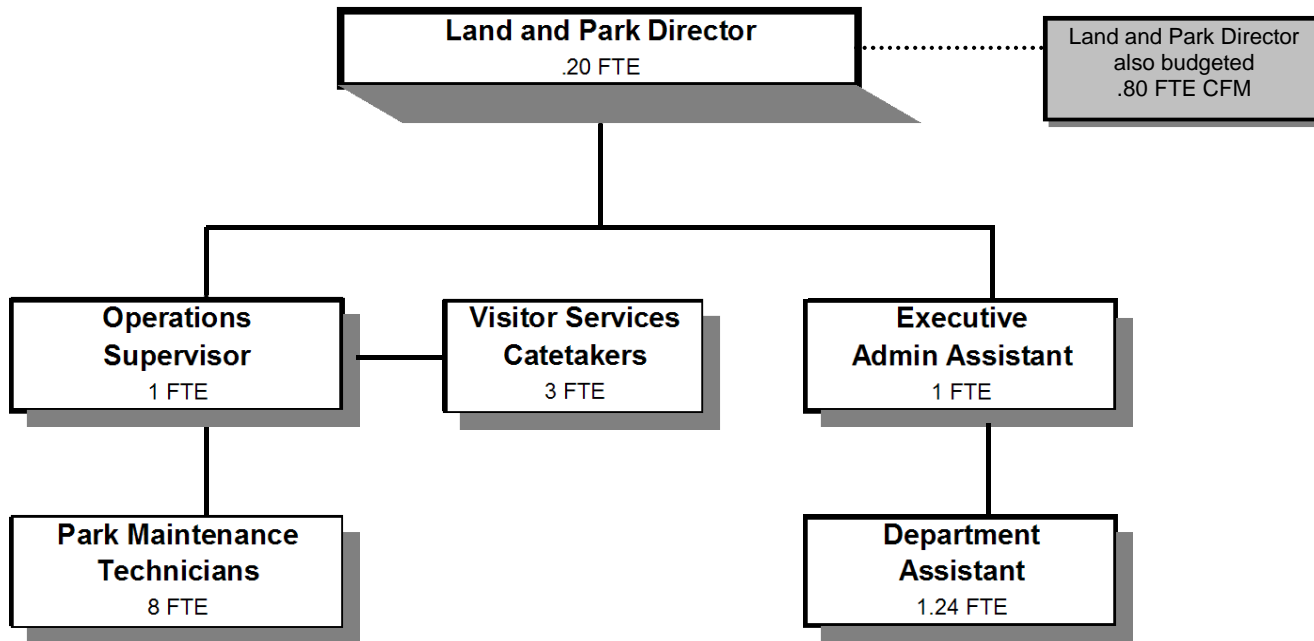 Land and Park Director
.20 FTE
Land and Park Director
also budgeted
.80 FTE CFM
Operations
Supervisor
1 FTE
Visitor Services
Catetakers
3 FTE
Executive
Admin Assistant
1 FTE
Park Maintenance
Technicians
8 FTE
Department
Assistant
1.24 FTE